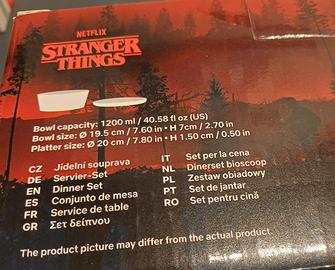 NETFLIX
STRANGER
THINGS
Bowl capacity: 1200 ml / 40.58 fl oz (US)
Bowl size: Ø 19.5 cm / 7.60 in • H 7cm / 2.70 in
Platter size: Ø 20 cm / 7.80 in • H 1.50 cm / 0.50 in
CZ Jídelní souprava
DE Servier-Set
EN Dinner Set
ES Conjunto de mesa
FR Service de table
GR Σετ δείπνου
IT Set per la cena
NL Dinerset bioscoop
PL Zestaw obiadowy
PT Set de jantar
RO Set pentru cină
The product picture may differ from the actual product.